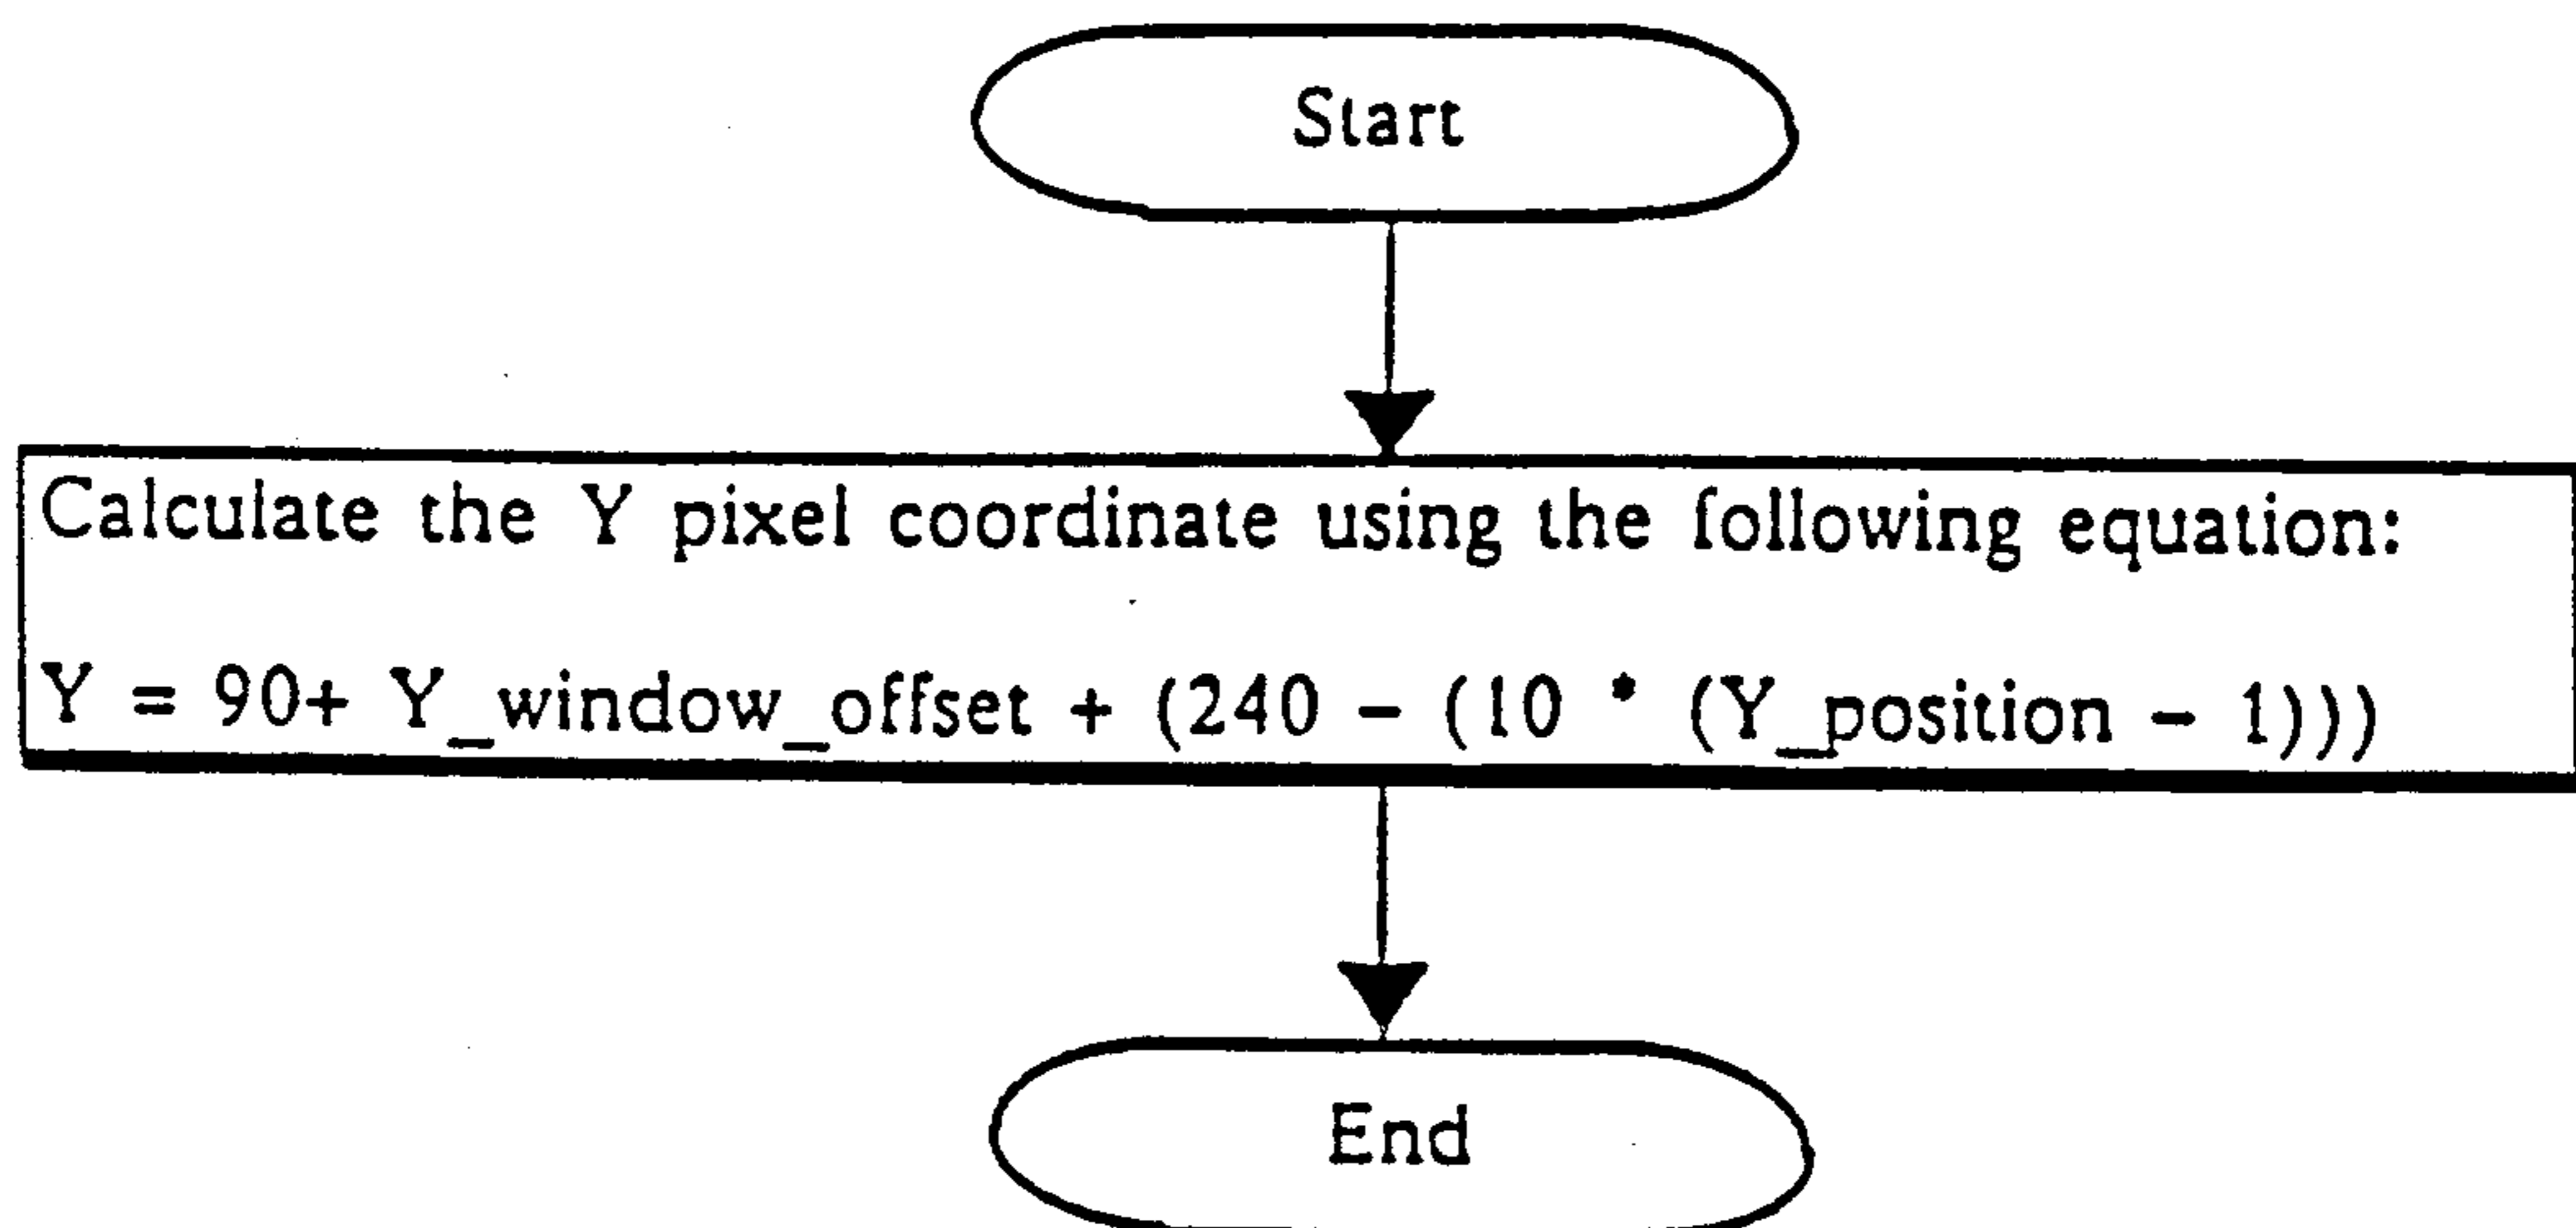 Start
Calculate the Y pixel coordinate using the following equation:
Y = 90+ Y_window_offset + (240 - (10 * (Y_position - 1)))
End